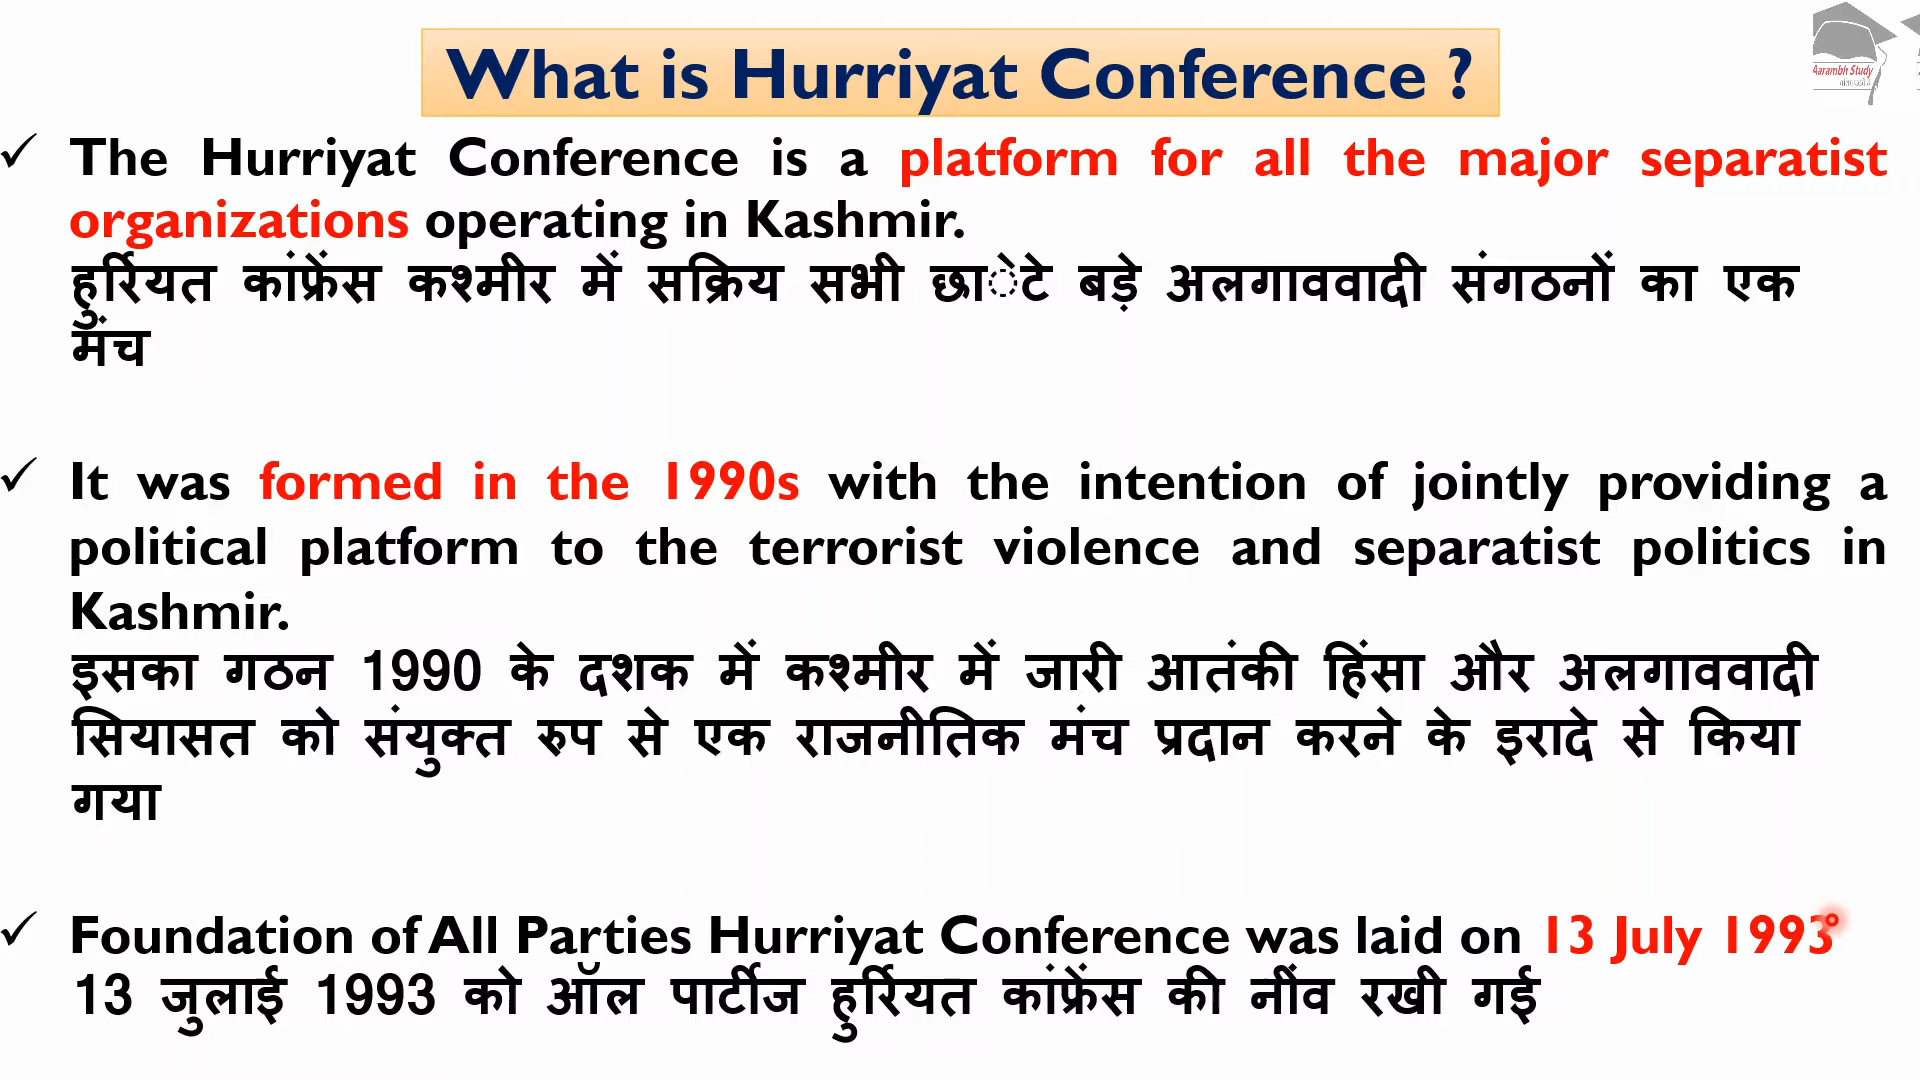 What is Hurriyat Conference ?
Aarambh Study
The Hurriyat Conference is a platform for all the major separatist
organizations operating in Kashmir.
हुर्रियत कांफ्रेंस कश्मीर में सक्रिय सभी छाेटे बड़े अलगाववादी संगठनों का एक
मंच
It was formed in the 1990s with the intention of jointly providing a
political platform to the terrorist violence and separatist politics in
Kashmir.
इसका गठन 1990 के दशक में कश्मीर में जारी आतंकी हिंसा और अलगाववादी
सियासत को संयुक्त रुप से एक राजनीतिक मंच प्रदान करने के इरादे से किया
गया
Foundation of All Parties Hurriyat Conference was laid on 13 July 1993
13 जुलाई 1993 को ऑल पार्टीज हुर्रियत कांफ्रेंस की नींव रखी गई